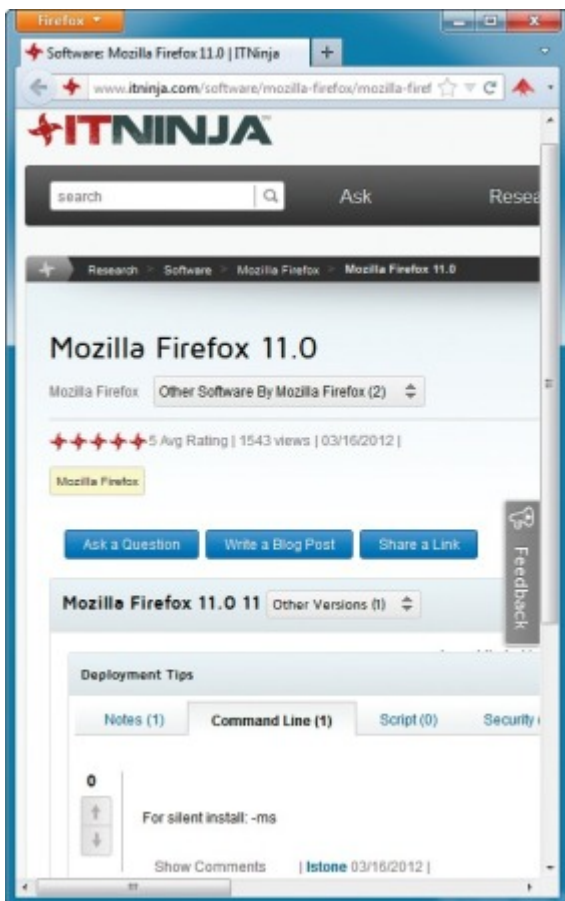 Firefox
Software: Mozilla Firefox 11.0 | ITNinja
www.itninja.com/software/mozilla-firefox/mozilla-firef
ITNINJA
search Ask Resea
Research > Software > Mozilla Firefox > Mozilla Firefox 11.0
Mozilla Firefox 11.0
Mozilla Firefox Other Software By Mozilla Firefox (2)
5 Avg Rating | 1543 views | 03/16/2012 |
Mozilla Firefox
Ask a Question Write a Blog Post Share a Link
Feedback
Mozilla Firefox 11.0 11 Other Versions (1)
Deployment Tips
Notes (1) Command Line (1) Script (0) Security
0
For silent install: -ms
Show Comments | lstone 03/16/2012 |